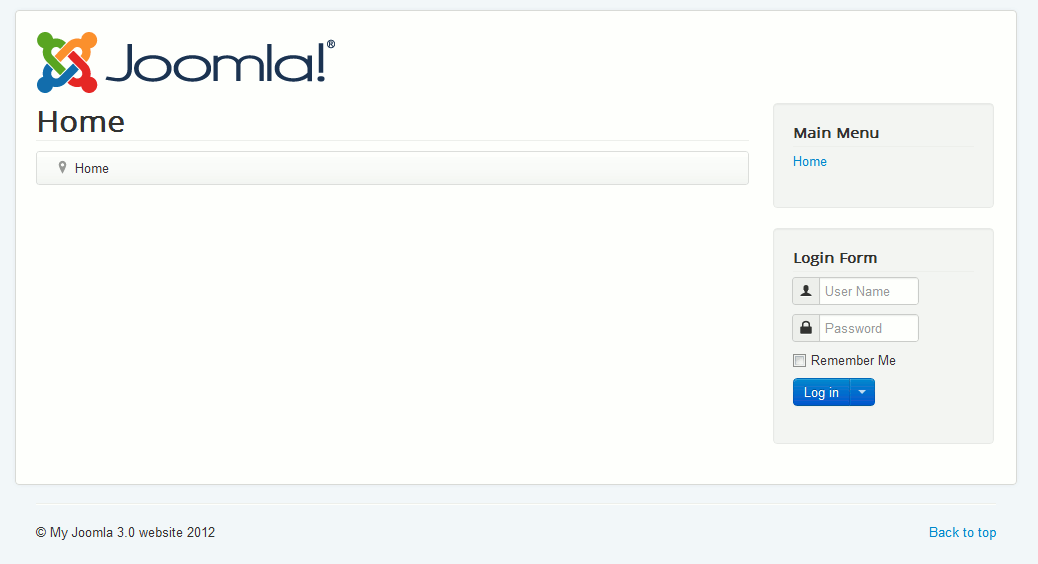 Joomla!®
Home
Home
Main Menu
Home
Login Form
User Name
Password
Remember Me
Log in
© My Joomla 3.0 website 2012
Back to top